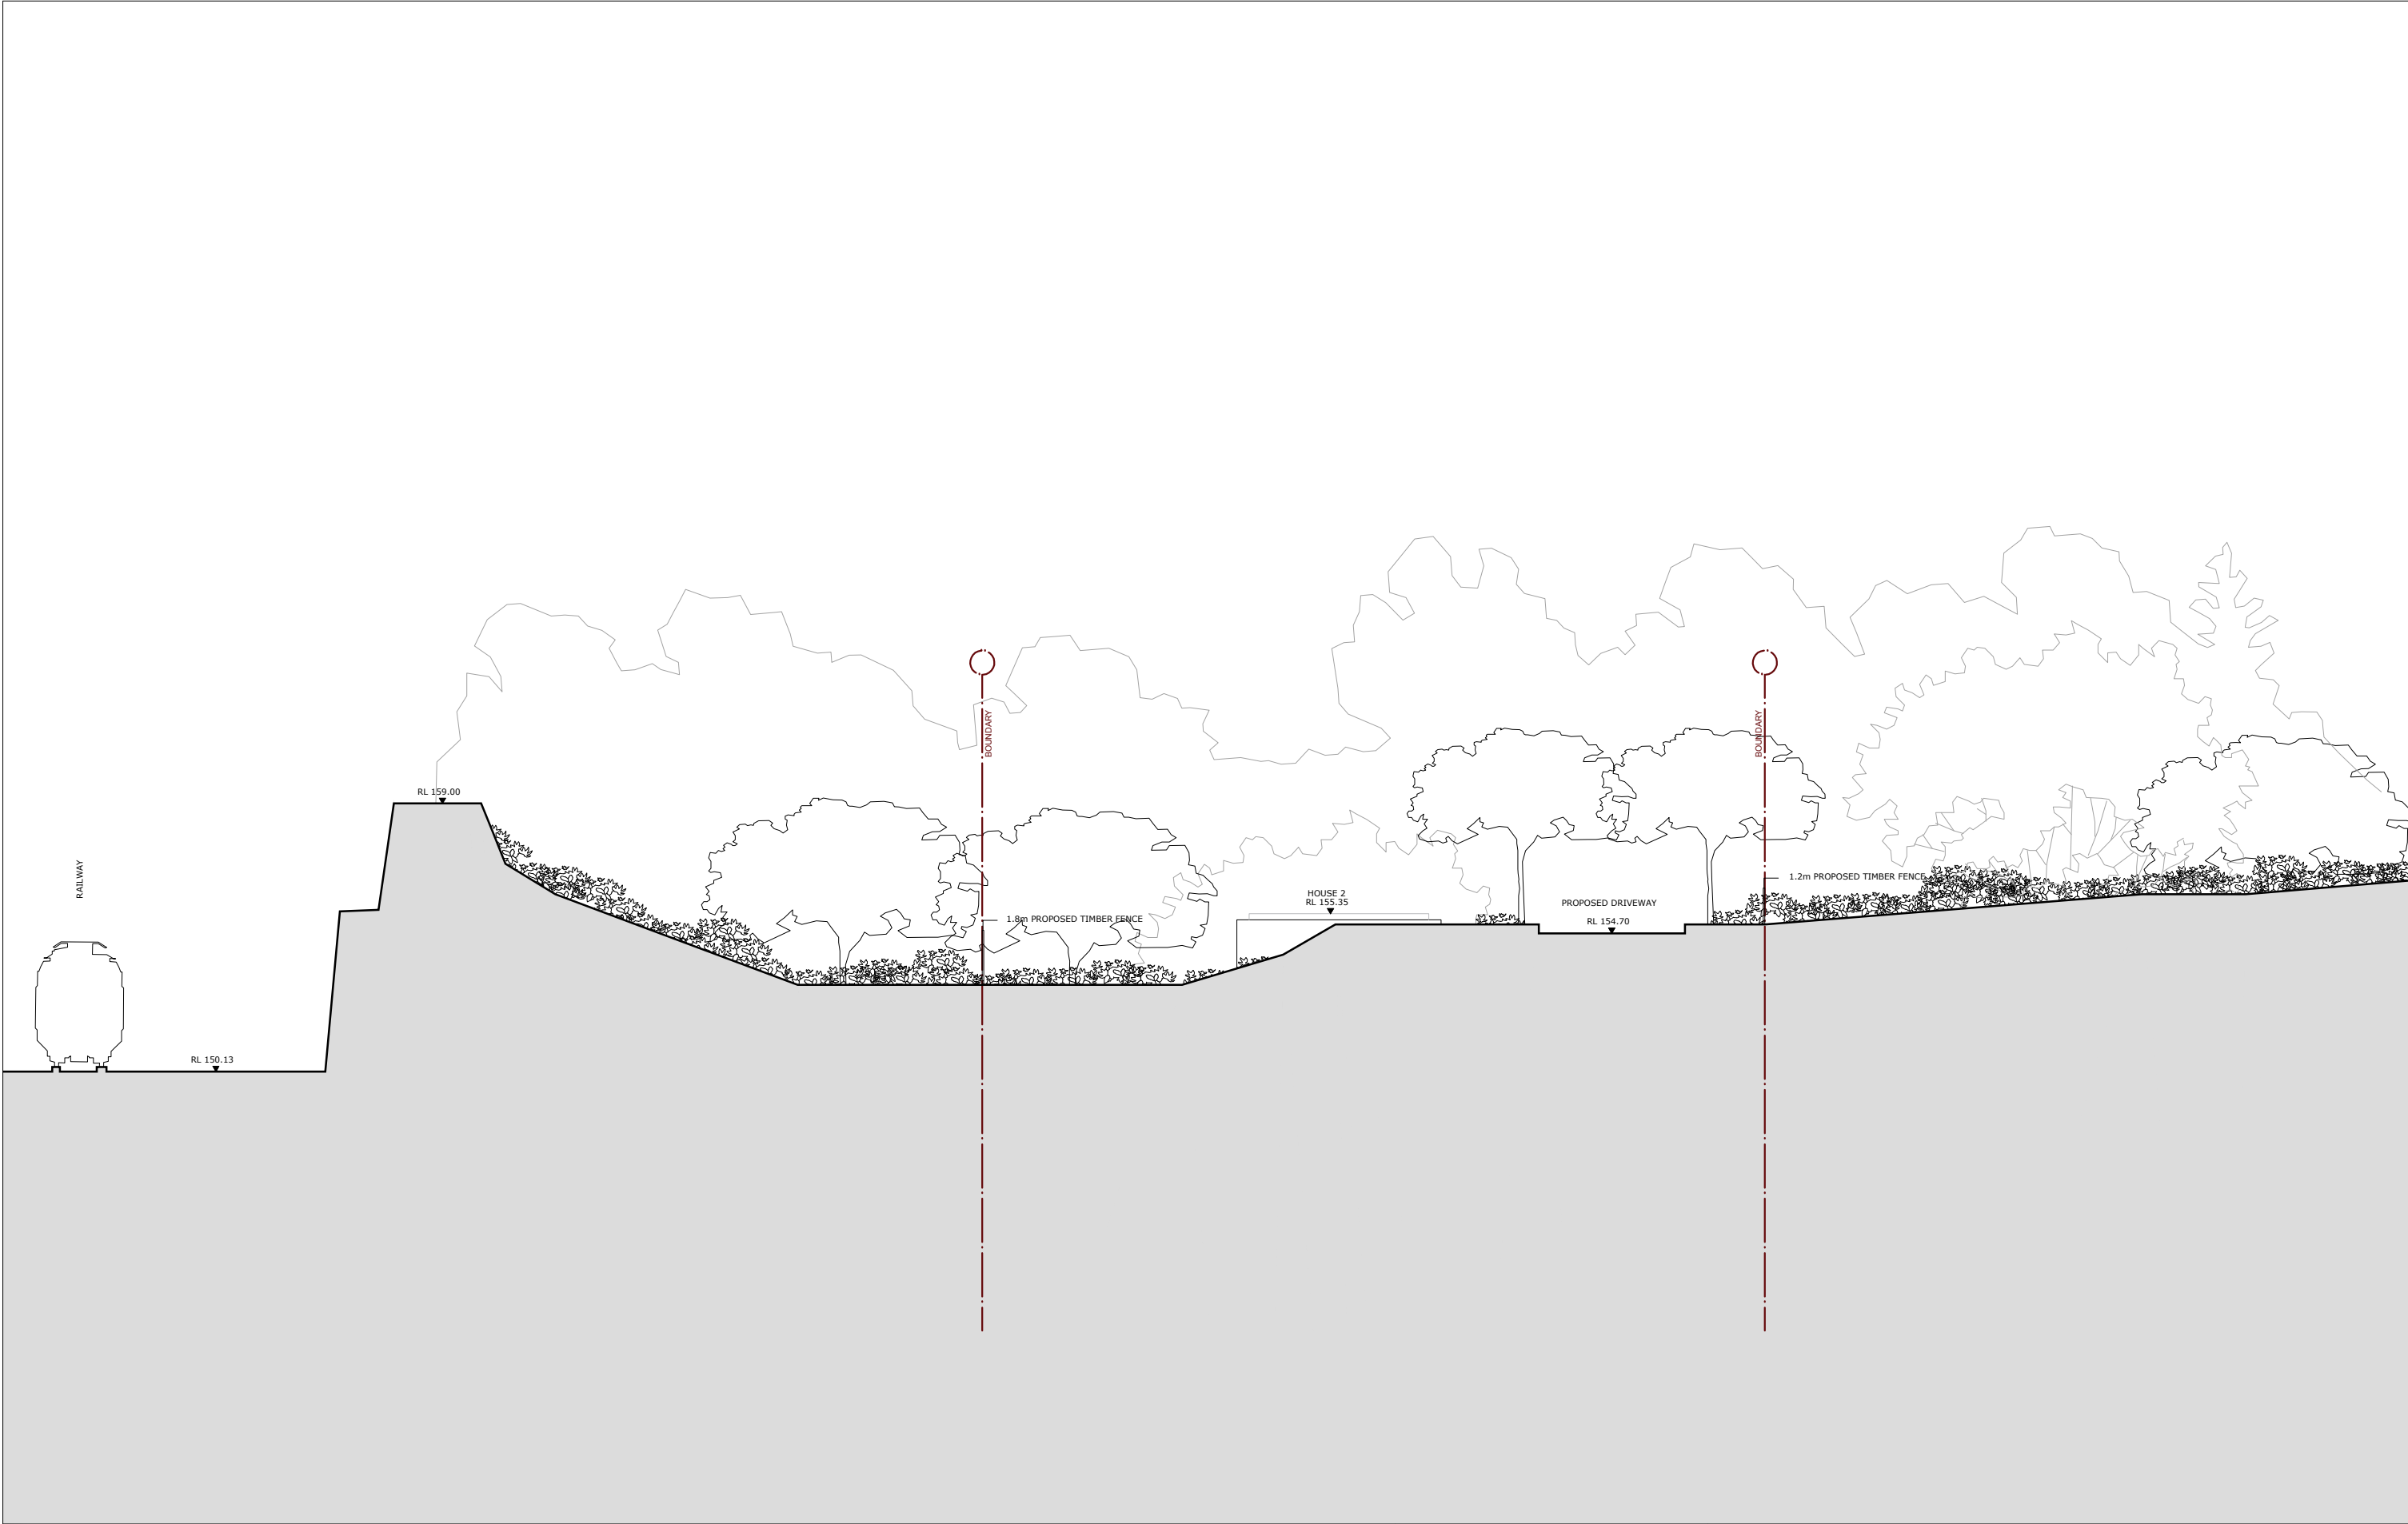 BOUNDARY
BOUNDARY
RL 159.00
RAILWAY
1.2m PROPOSED TIMBER FENCE
HOUSE 2
RL 155.35
PROPOSED DRIVEWAY
1.8m PROPOSED TIMBER FENCE
RL 154.70
RL 150.13